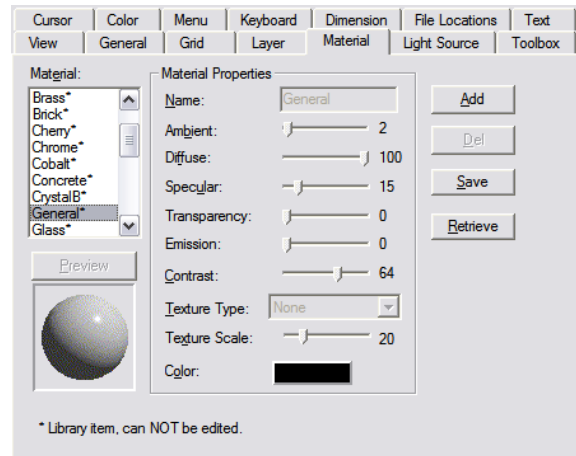 Cursor Color Menu Keyboard Dimension File Locations Text
View General Grid Layer Material Light Source Toolbox
Material:
Brass*
Brick*
Cherry*
Chrome*
Cobalt*
Concrete*
CrystalB*
General*
Glass*
Preview
Material Properties
Name: General
Ambient: 2
Diffuse: 100
Specular: 15
Transparency: 0
Emission: 0
Contrast: 64
Texture Type: None
Texture Scale: 20
Color:
Add
Del
Save
Retrieve
* Library item, can NOT be edited.